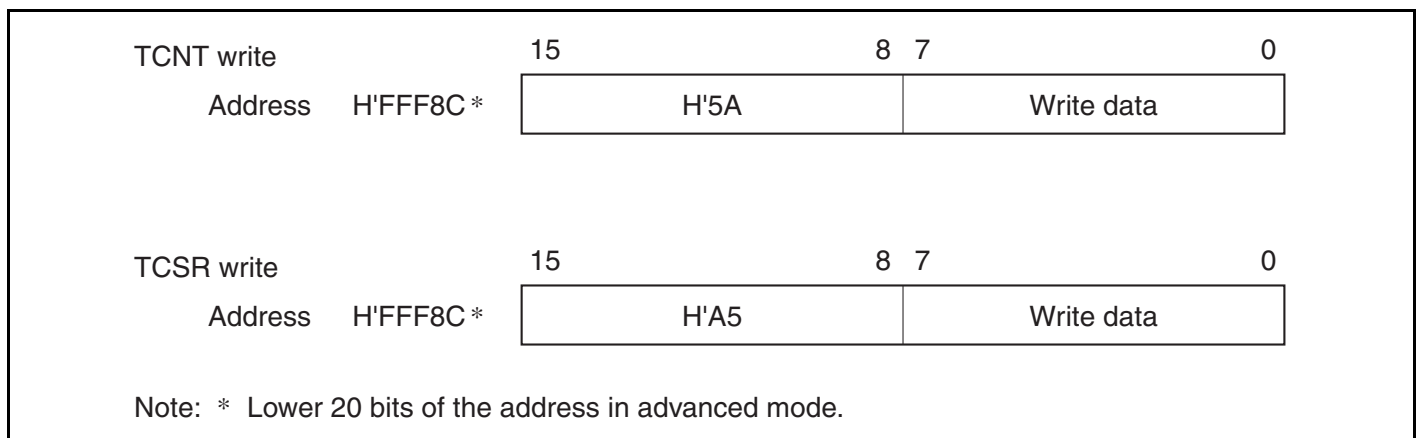 TCNT write 15 8 7 0
Address H'FFF8C * H'5A Write data
TCSR write 15 8 7 0
Address H'FFF8C * H'A5 Write data
Note: * Lower 20 bits of the address in advanced mode.